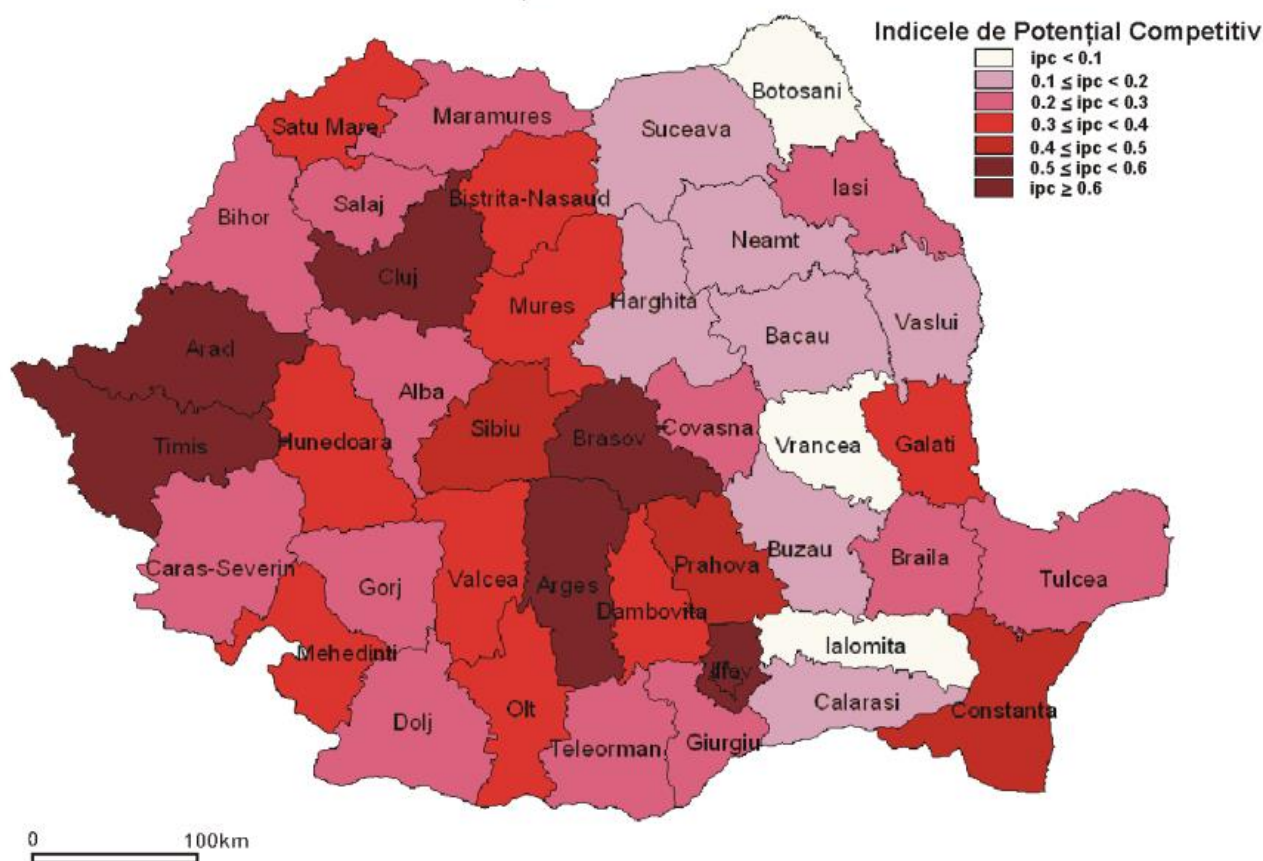 Indicele de Potențial Competitiv
ipc < 0.1
0.1 ≤ ipc < 0.2
0.2 ≤ ipc < 0.3
0.3 ≤ ipc < 0.4
0.4 ≤ ipc < 0.5
0.5 ≤ ipc < 0.6
ipc ≥ 0.6
Botosani
Satu Mare
Maramures
Suceava
Iasi
Salaj
Bistrita-Nasaud
Bihor
Neamt
Cluj
Mures
Harghita
Vaslui
Bacau
Arad
Alba
Sibiu
Brasov
Covasna
Vrancea
Galati
Timis
Hunedoara
Buzau
Braila
Tulcea
Caras-Severin
Gorj
Valcea
Arges
Prahova
Dambovita
Mehedinti
Ialomita
Ilfov
Calarasi
Constanta
Olt
Dolj
Teleorman
Giurgiu
0 100km